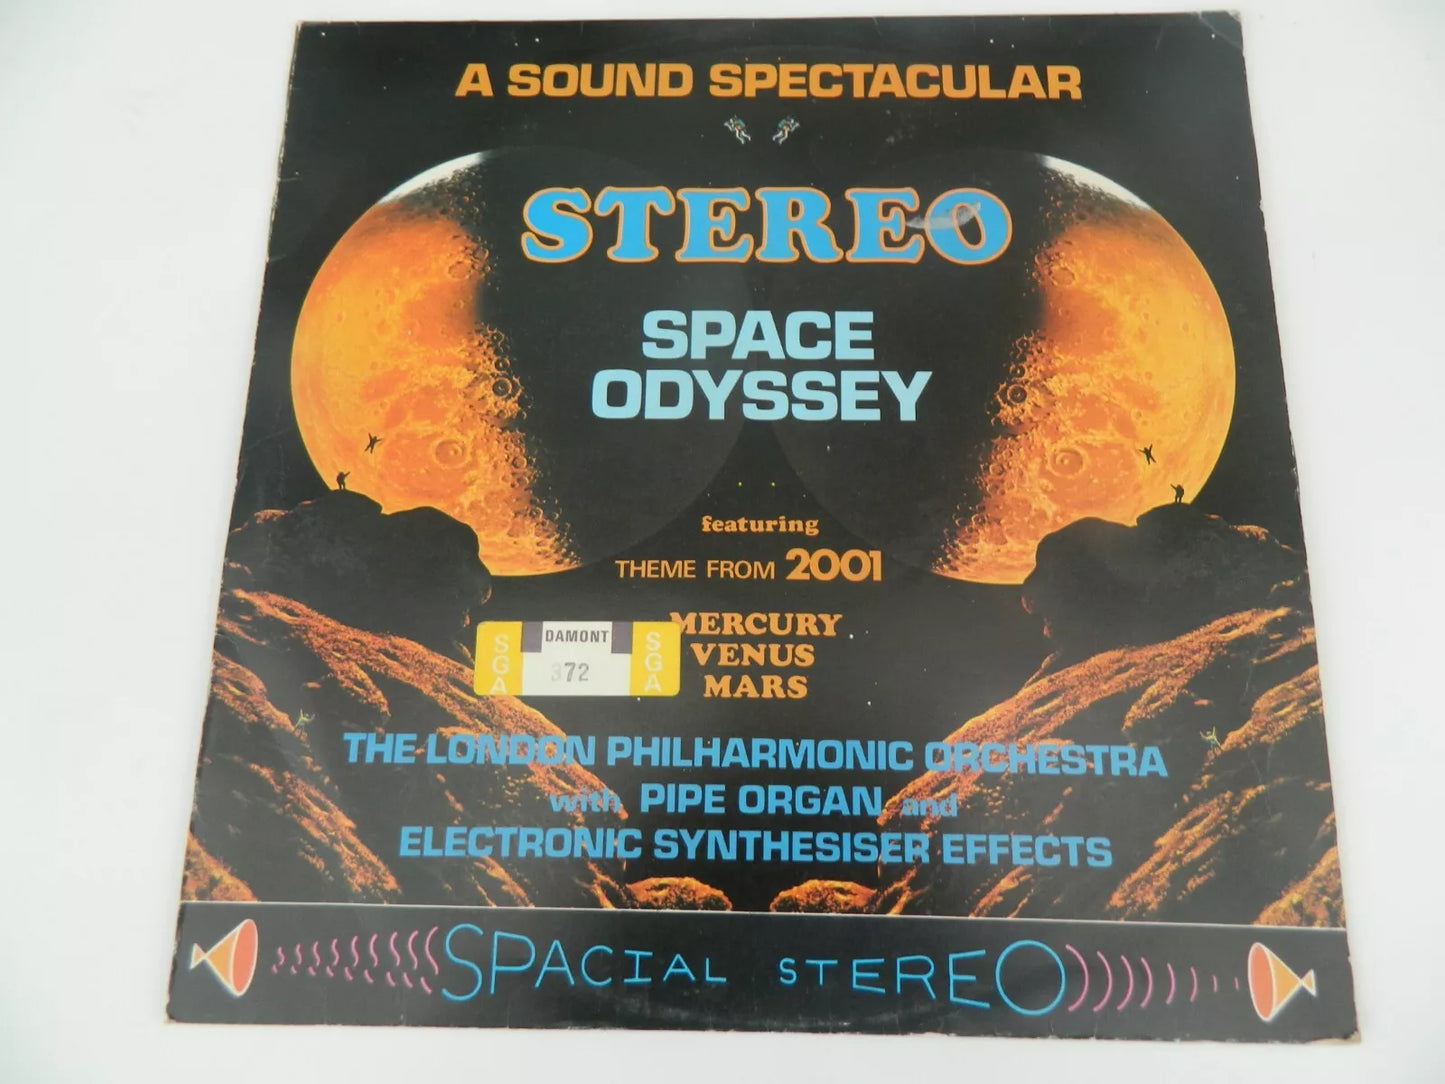 A SOUND SPECTACULAR
STEREO
SPACE
ODYSSEY
featuring
THEME FROM 2001
MERCURY
VENUS
MARS
SGA
DAMONT
372
SGA
THE LONDON PHILHARMONIC ORCHESTRA
with PIPE ORGAN and
ELECTRONIC SYNTHESISER EFFECTS
SPACIAL STEREO